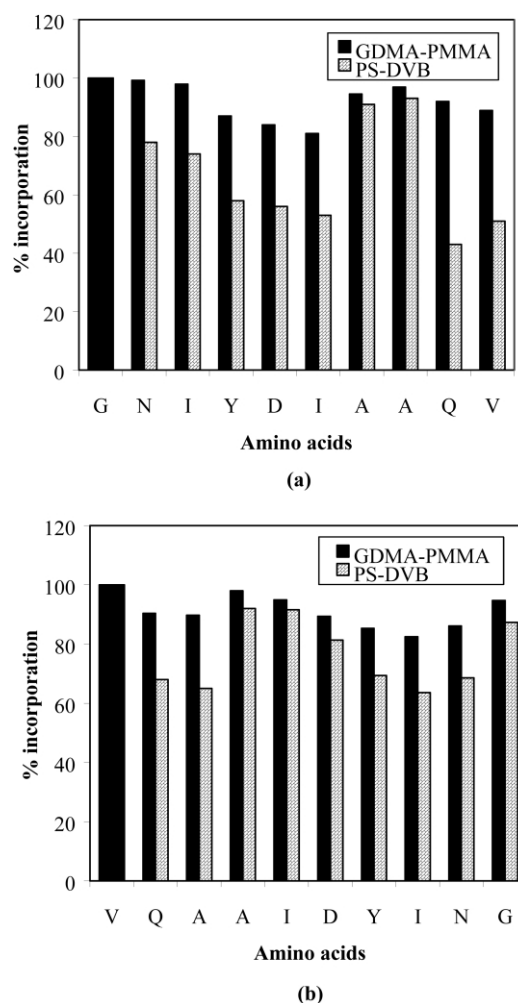 120
100
80
60
40
20
0
% incorporation
GDMA-PMMA
PS-DVB
G N I Y D I A A Q V
Amino acids
(a)
120
100
80
60
40
20
0
% incorporation
GDMA-PMMA
PS-DVB
V Q A A I D Y I N G
Amino acids
(b)